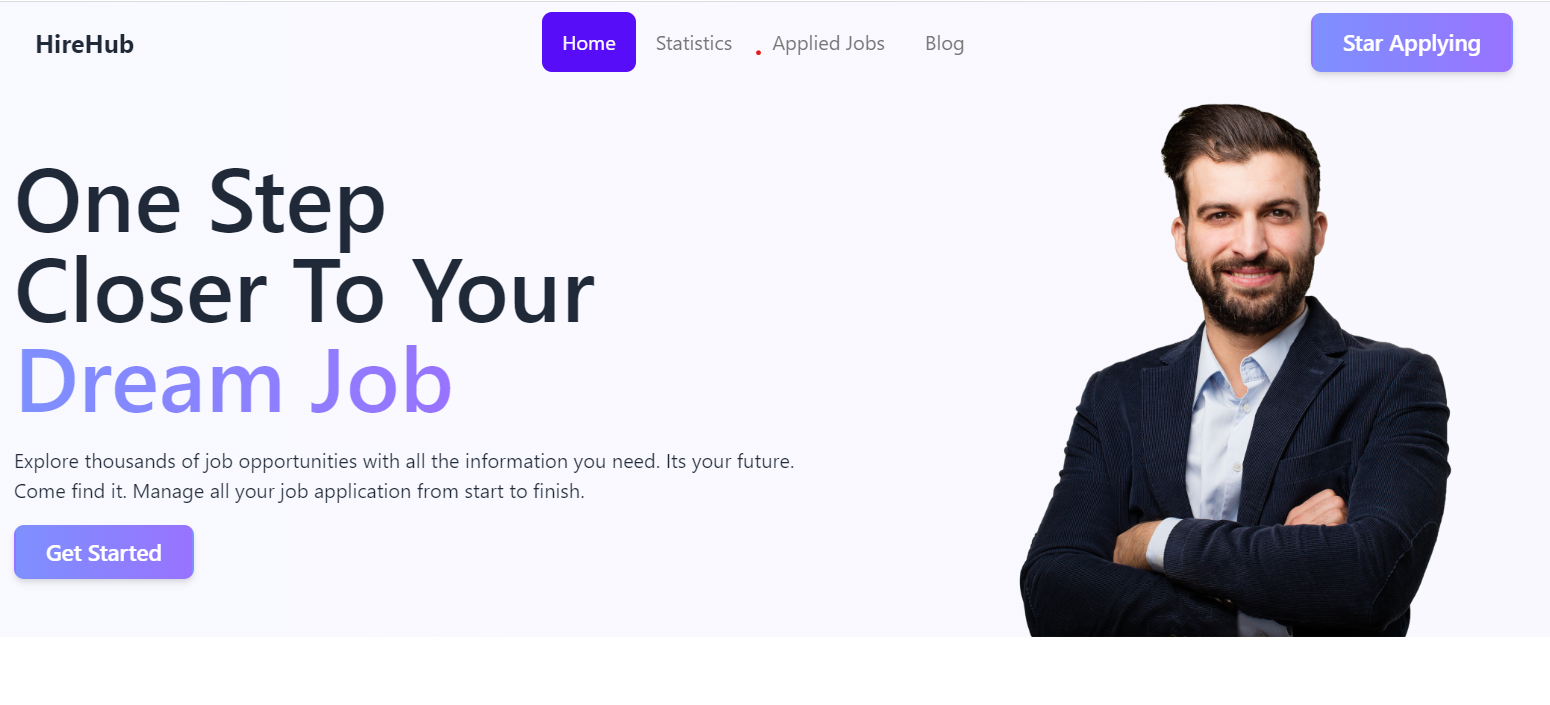 HireHub
Home
Statistics
Applied Jobs
Blog
Star Applying
One Step
Closer To Your
Dream Job
Explore thousands of job opportunities with all the information you need. Its your future.
Come find it. Manage all your job application from start to finish.
Get Started